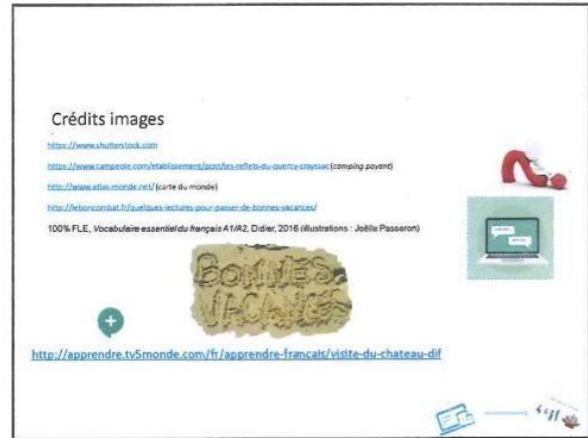 Crédits images
https://www.shutterstock.com
https://www.campeole.com/etablissement/post/les-reflets-du-quercy-crayssac (camping payant)
http://www.atlas-monde.net/ (carte du monde)
http://leboncombat.fr/quelques-lectures-pour-passer-de-bonnes-vacances/
100% FLE, Vocabulaire essentiel du français A1/A2, Didier, 2016 (illustrations : Joëlle Passeron)
BONNES
VACANCES
http://apprendre.tv5monde.com/fr/apprendre-francais/visite-du-chateau-dif